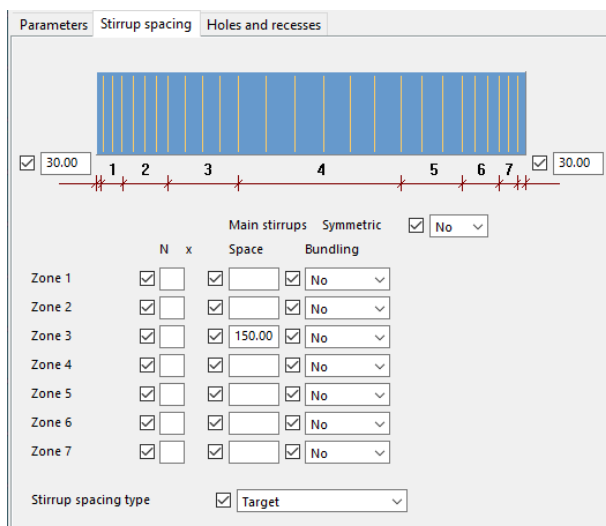 Parameters Stirrup spacing Holes and recesses
30.00 1 2 3 4 5 6 7 30.00
Main stirrups Symmetric No
N x Space Bundling
Zone 1 No
Zone 2 No
Zone 3 150.00 No
Zone 4 No
Zone 5 No
Zone 6 No
Zone 7 No
Stirrup spacing type Target